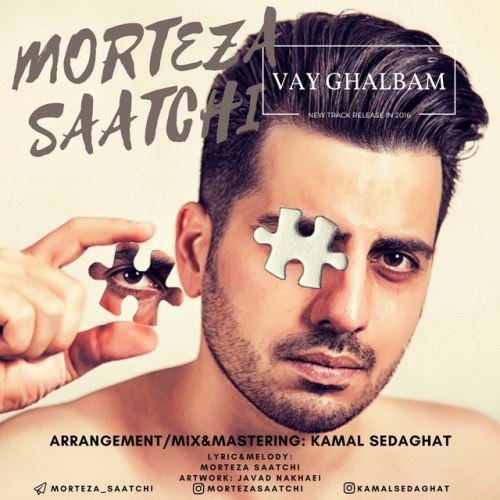 MORTEZA
SAATCHI
VAY GHALBAM
NEW TRACK RELEASE IN 2016
ARRANGEMENT/MIX&MASTERING: KAMAL SEDAGHAT
LYRIC&MELODY:
MORTEZA SAATCHI
ARTWORK: JAVAD NAKHAEI
MORTEZA_SAATCHI MORTEZASAATCHI KAMALSEDAGHAT